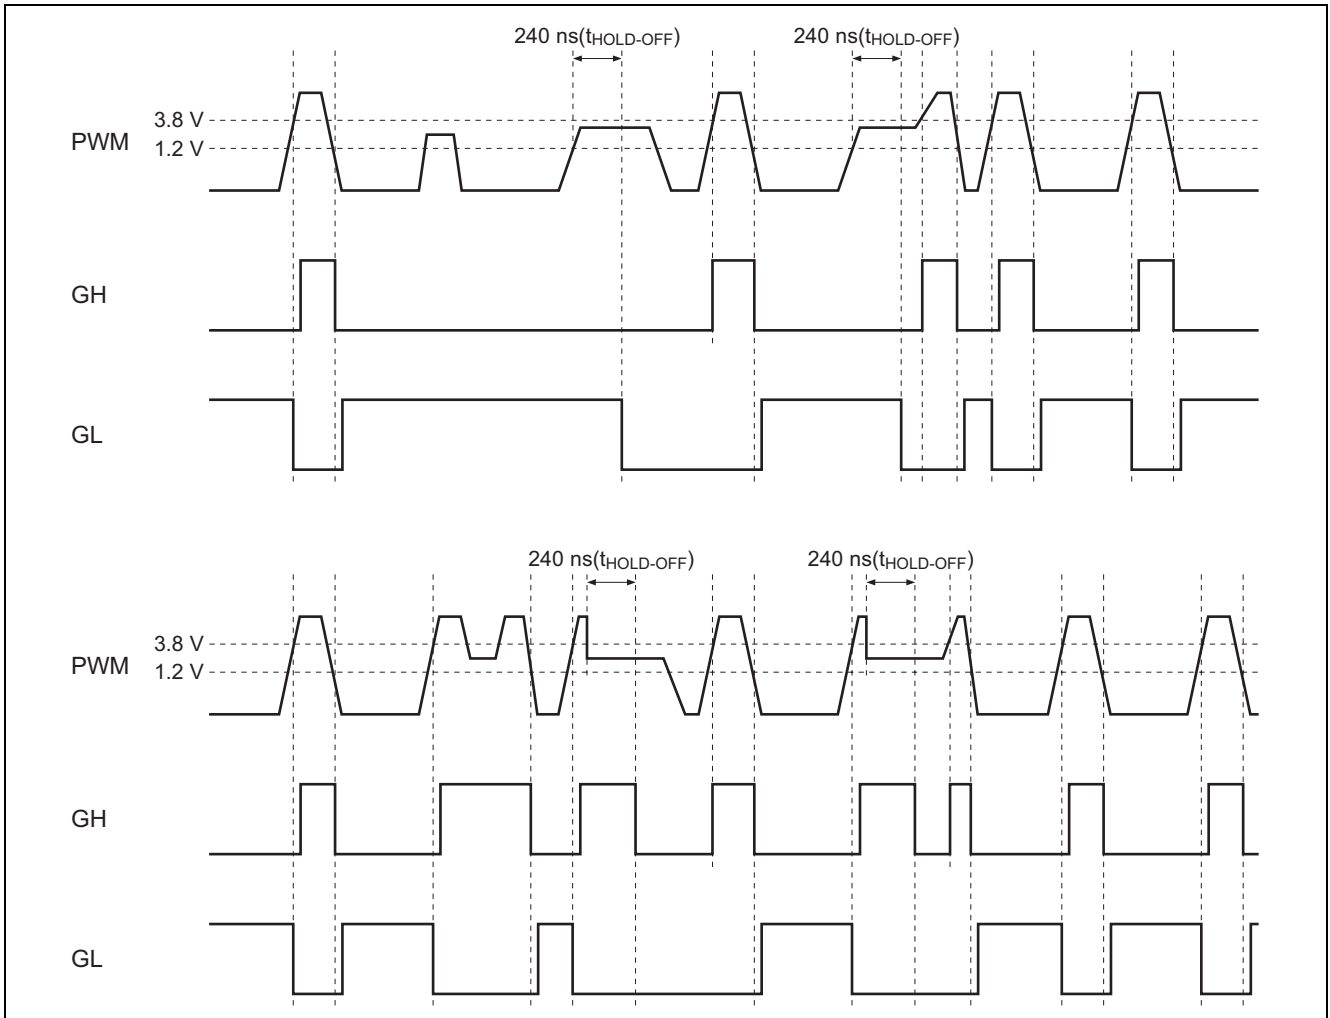 240 ns(tHOLD-OFF) 240 ns(tHOLD-OFF)
3.8 V
PWM
1.2 V
GH
GL
240 ns(tHOLD-OFF) 240 ns(tHOLD-OFF)
3.8 V
PWM
1.2 V
GH
GL